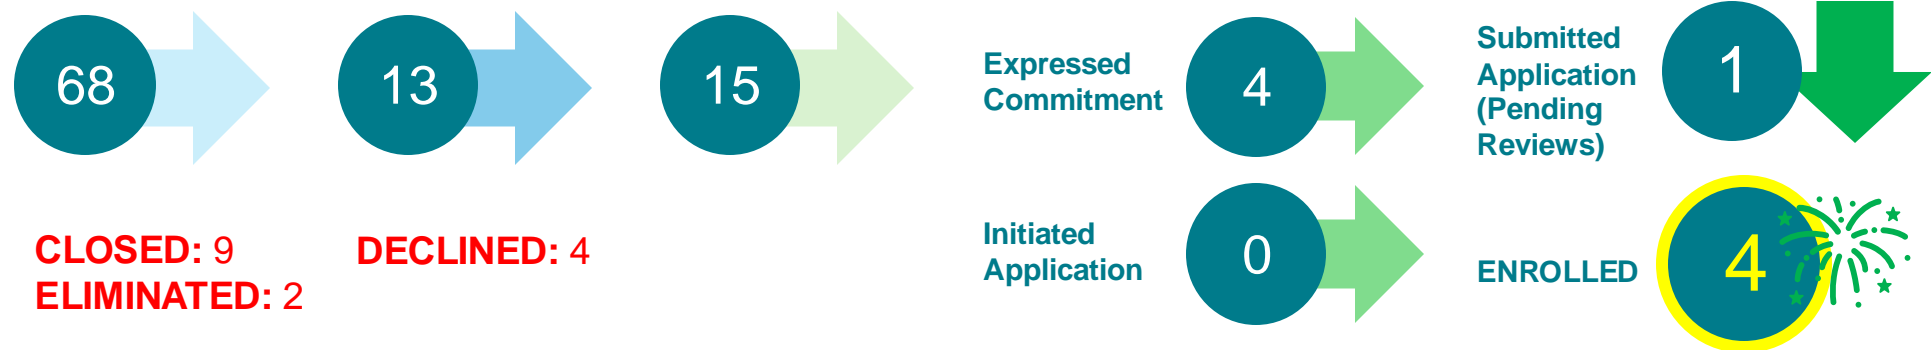 68
13
15
Expressed
Commitment
4
Submitted
Application
(Pending
Reviews)
1
CLOSED: 9
ELIMINATED: 2
DECLINED: 4
Initiated
Application
0
ENROLLED
4